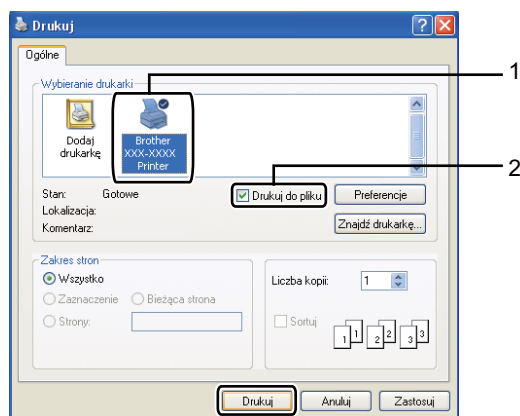 Drukuj
Ogólne
1
Wybieranie drukarki
Dodaj drukarkę
Brother XXX-XXXX Printer
2
Stan: Gotowe
Drukuj do pliku
Preferencje
Lokalizacja:
Komentarz:
Znajdź drukarkę...
Zakres stron
Wszystko
Zaznaczenie
Bieżąca strona
Strony:
Liczba kopii: 1
Sortuj
1 1 2 2 3 3
Drukuj
Anuluj
Zastosuj